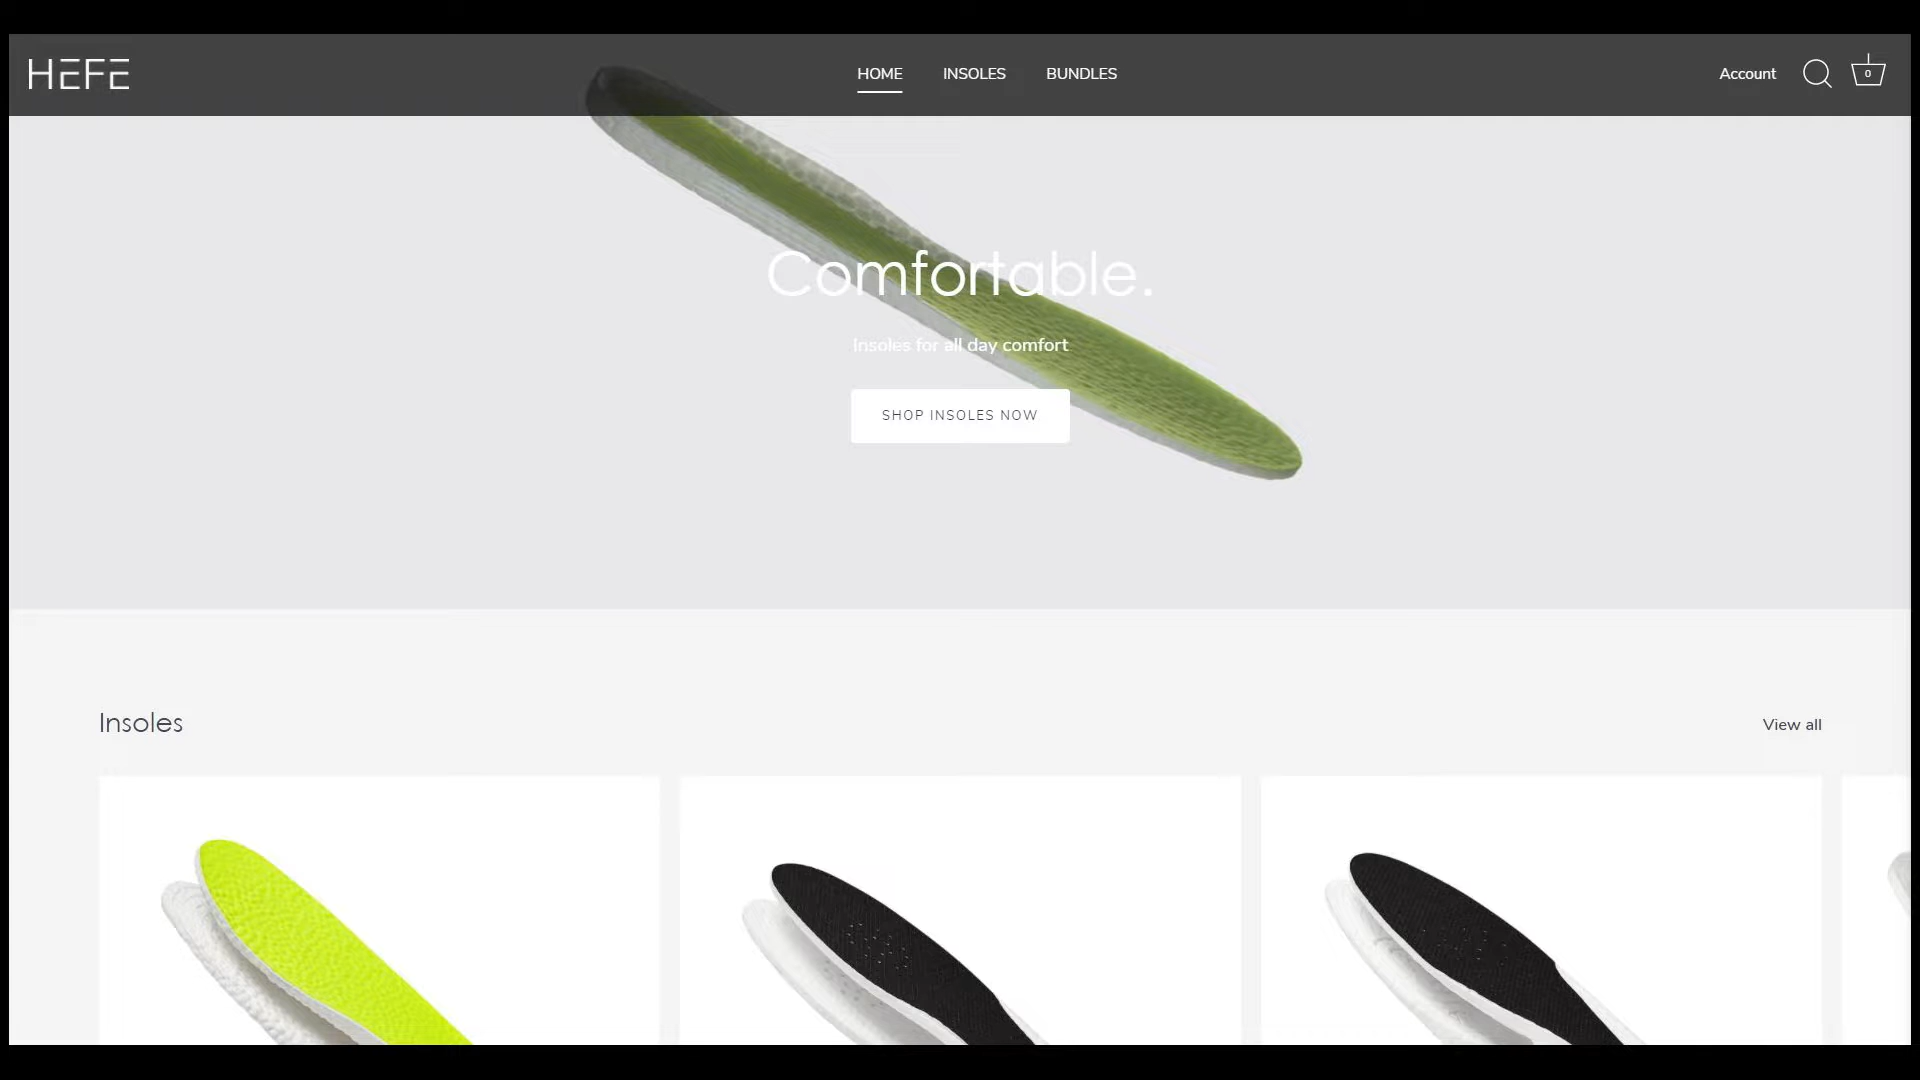 HEFE
HOME INSOLES BUNDLES
Account 0
Comfortable.
Insoles for all day comfort
SHOP INSOLES NOW
Insoles
View all